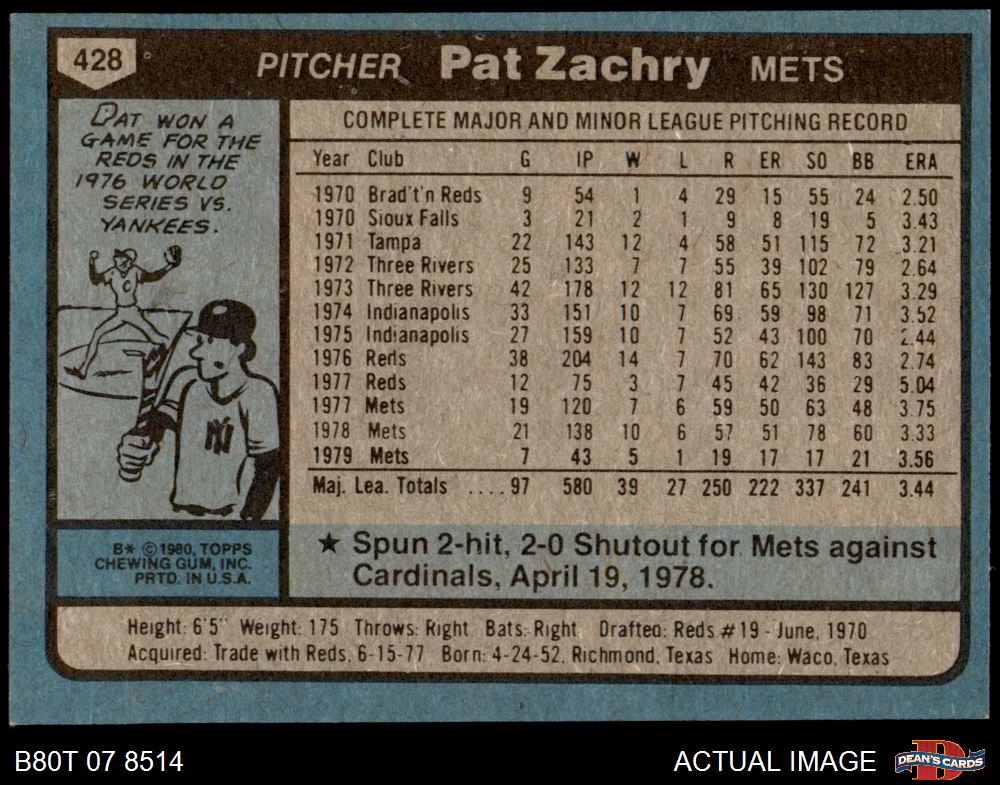 428 PITCHER Pat Zachry METS
PAT WON A
GAME FOR THE
REDS IN THE
1976 WORLD
SERIES VS.
YANKEES.
C
NY
B* © 1980, TOPPS
CHEWING GUM, INC.
PRTD. IN U.S.A.
COMPLETE MAJOR AND MINOR LEAGUE PITCHING RECORD
Year Club G IP W L R ER SO BB ERA
1970 Brad't'n Reds 9 54 1 4 29 15 55 24 2.50
1970 Sioux Falls 3 21 2 1 9 8 19 5 3.43
1971 Tampa 22 143 12 4 58 51 115 72 3.21
1972 Three Rivers 25 133 7 7 55 39 102 79 2.64
1973 Three Rivers 42 178 12 12 81 65 130 127 3.29
1974 Indianapolis 33 151 10 7 69 59 98 71 3.52
1975 Indianapolis 27 159 10 7 52 43 100 70 2.44
1976 Reds 38 204 14 7 70 62 143 83 2.74
1977 Reds 12 75 3 7 45 42 36 29 5.04
1977 Mets 19 120 7 6 59 50 63 48 3.75
1978 Mets 21 138 10 6 57 51 78 60 3.33
1979 Mets 7 43 5 1 19 17 17 21 3.56
Maj. Lea. Totals .... 97 580 39 27 250 222 337 241 3.44
★ Spun 2-hit, 2-0 Shutout for Mets against
Cardinals, April 19, 1978.
Height: 6'5" Weight: 175 Throws: Right Bats: Right Drafted: Reds #19 - June, 1970
Acquired: Trade with Reds, 6-15-77 Born: 4-24-52, Richmond, Texas Home: Waco, Texas
B80T 07 8514 ACTUAL IMAGE DEAN'S CARDS